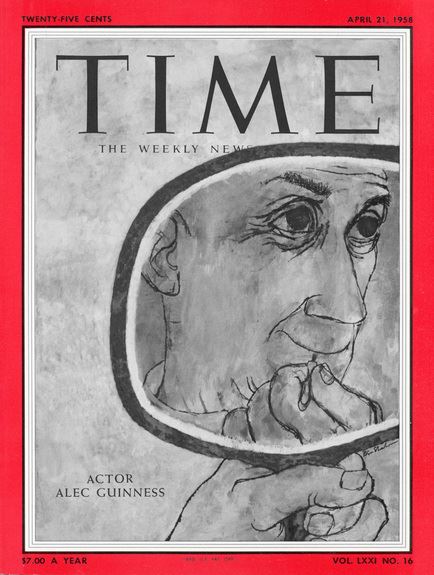 TWENTY-FIVE CENTS
APRIL 21, 1958
TIME
THE WEEKLY NEWS
ACTOR
ALEC GUINNESS
$7.00 A YEAR
VOL. LXXI NO. 16